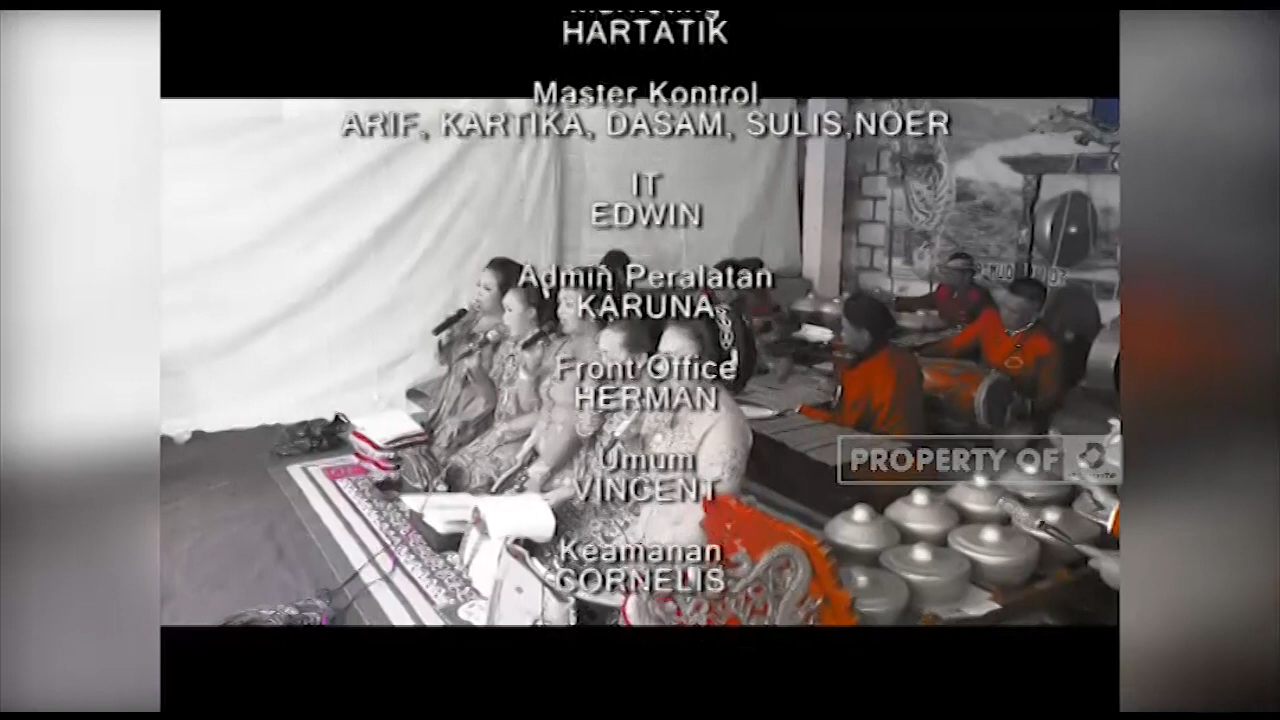 HARTATIK
Master Kontrol
ARIF, KARTIKA, DASAM, SULIS,NOER
IT
EDWIN
Admin Peralatan
KARUNA
Front Office
HERMAN
PROPERTY OF
Umum
VINCENT
Keamanan
CORNELIS